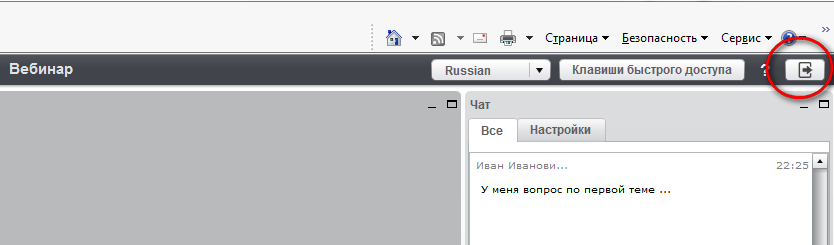 »
Страница Безопасность Сервис ?
Вебинар Russian Клавиши быстрого доступа ?
Чат
Все Настройки
Иван Иванови... 22:25
У меня вопрос по первой теме ...